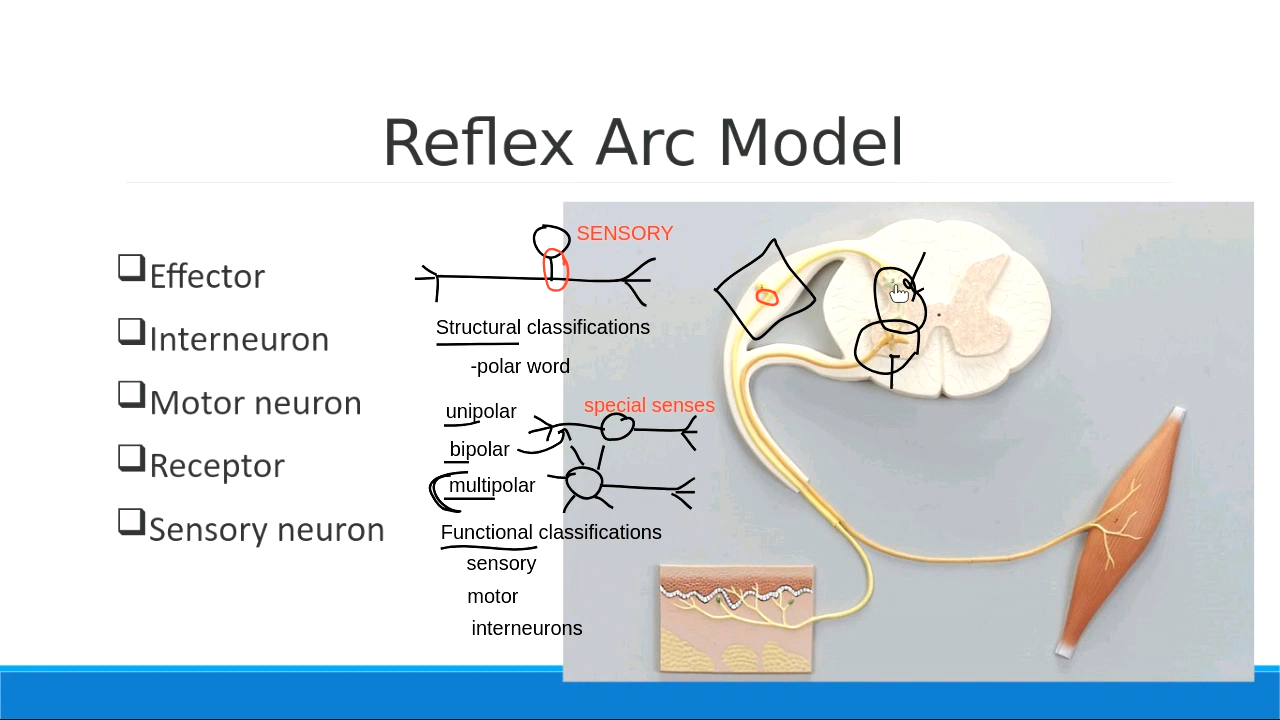 Reflex Arc Model
Effector
Interneuron
Motor neuron
Receptor
Sensory neuron
SENSORY
Structural classifications
-polar word
unipolar
special senses
bipolar
multipolar
Functional classifications
sensory
motor
interneurons